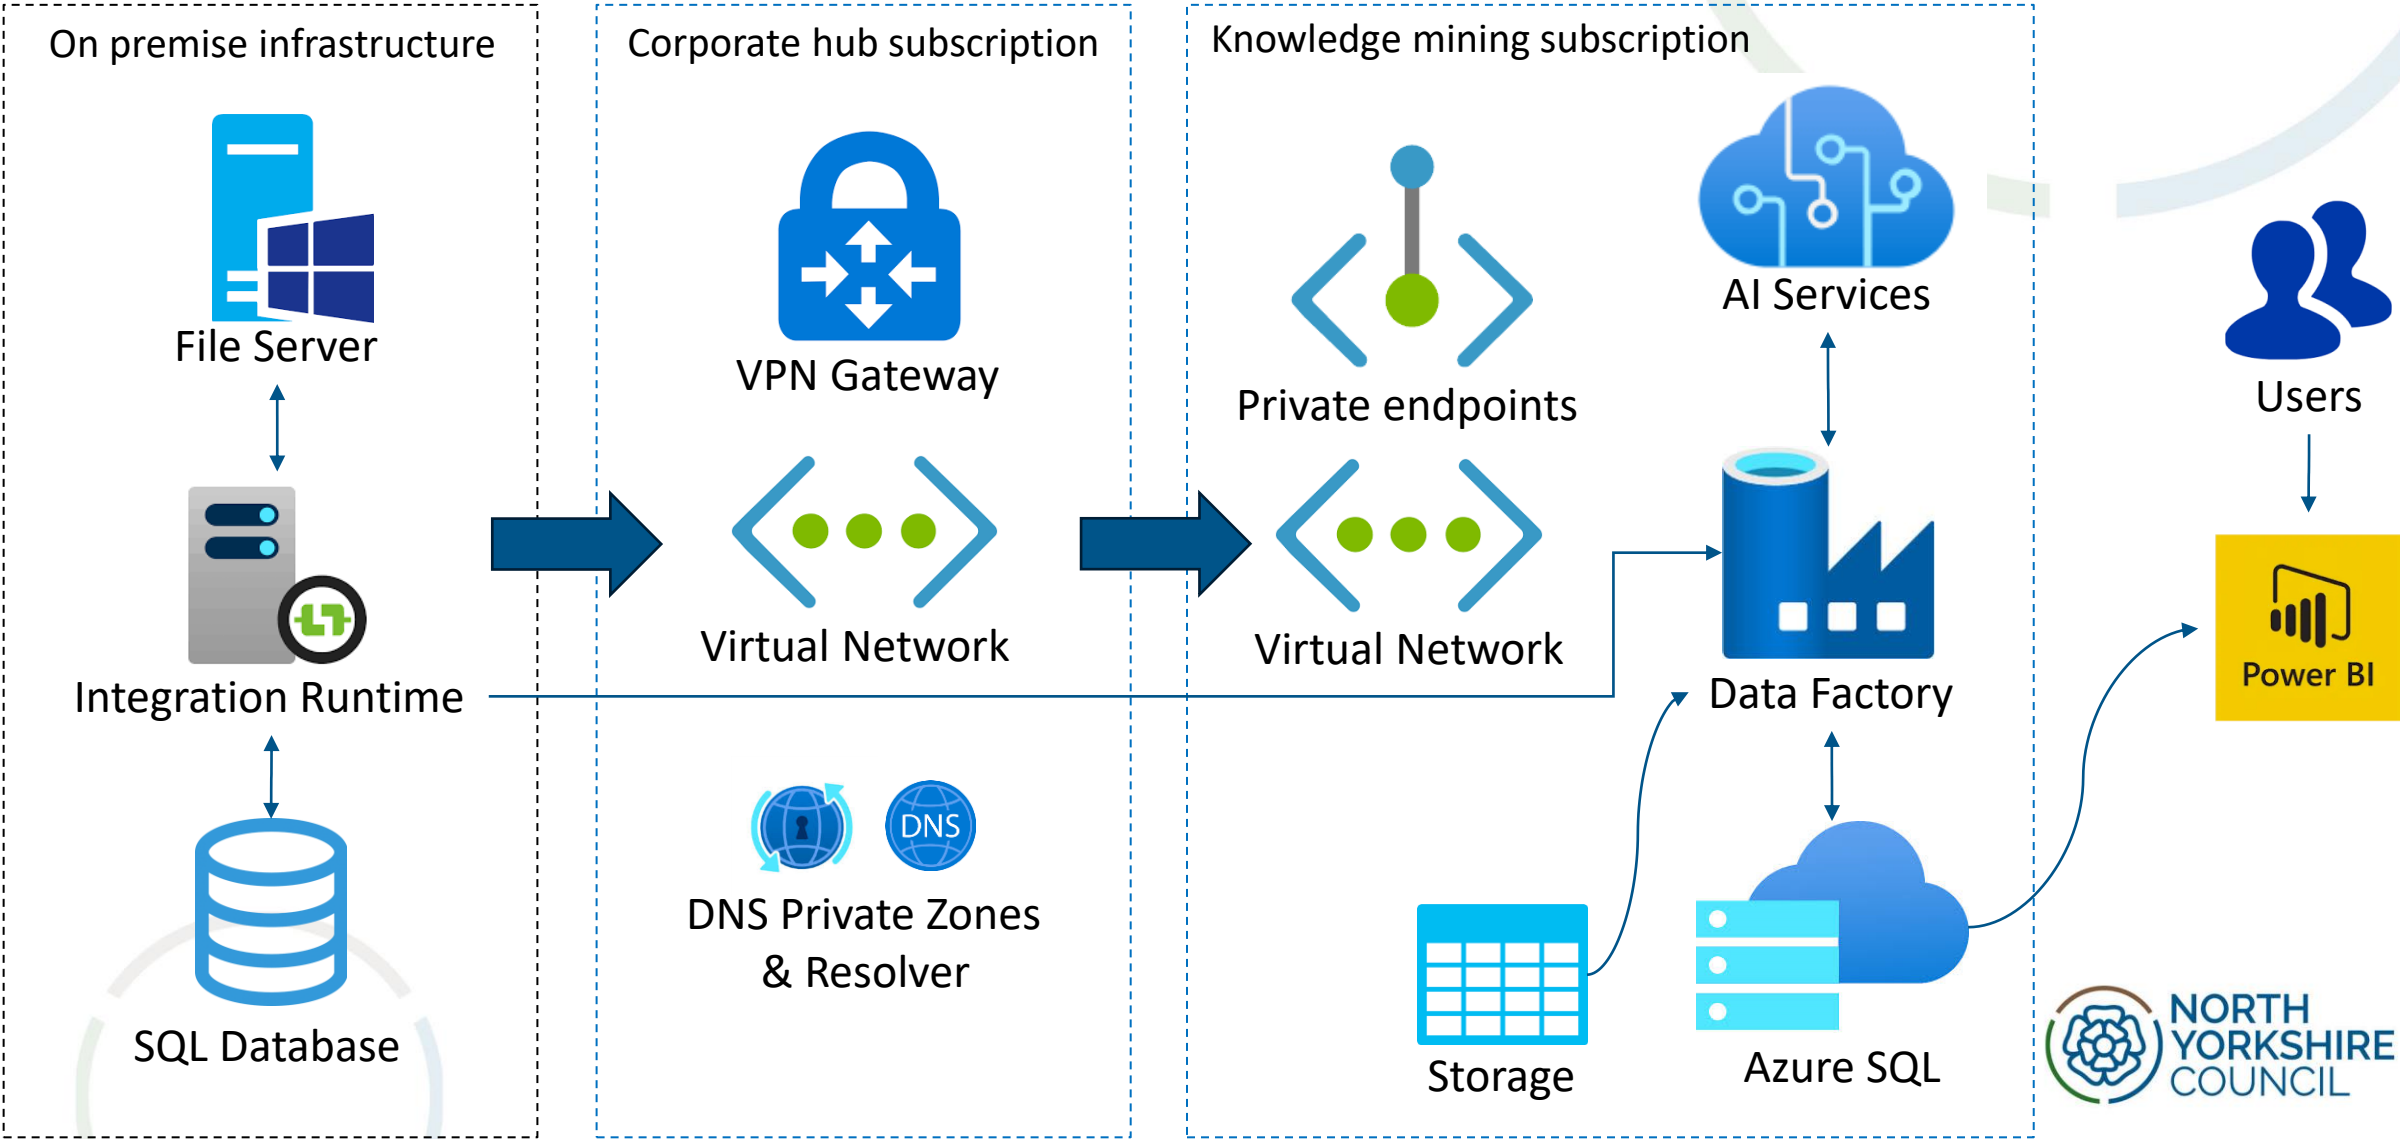 On premise infrastructure
File Server
Integration Runtime
SQL Database
Corporate hub subscription
VPN Gateway
Virtual Network
DNS
DNS Private Zones
& Resolver
Knowledge mining subscription
Private endpoints
Virtual Network
AI Services
Data Factory
Storage
Azure SQL
Users
Power BI
NORTH
YORKSHIRE
COUNCIL